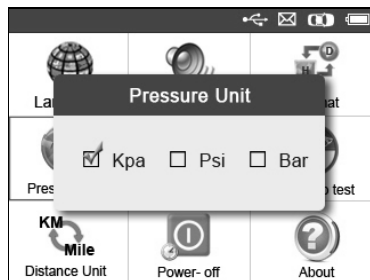 Pressure Unit
Kpa Psi Bar
KM
Mile
Distance Unit Power- off About